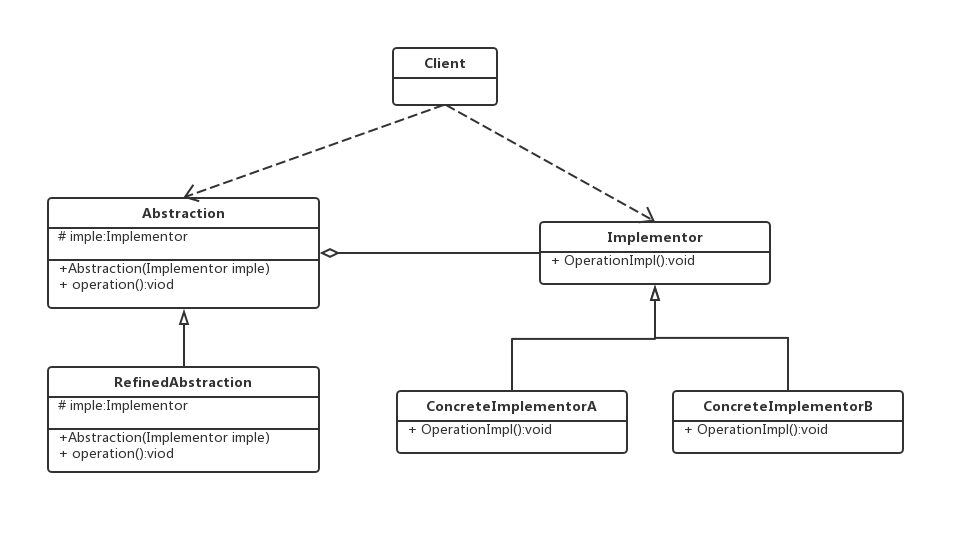 Client
Abstraction
# imple:Implementor
+Abstraction(Implementor imple)
+ operation():viod
Implementor
+ OperationImpl():void
RefinedAbstraction
# imple:Implementor
+Abstraction(Implementor imple)
+ operation():viod
ConcreteImplementorA
+ OperationImpl():void
ConcreteImplementorB
+ OperationImpl():void